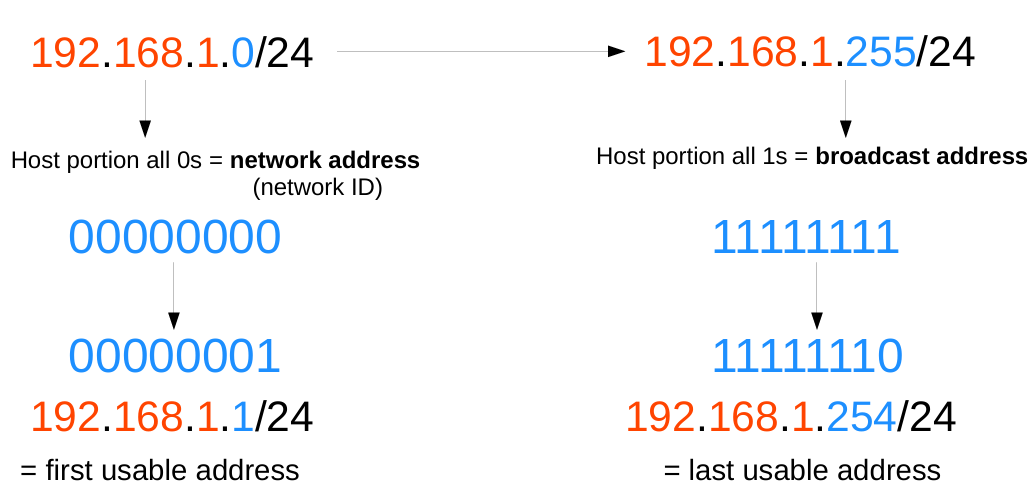 192.168.1.0/24
192.168.1.255/24
Host portion all 0s = network address
(network ID)
Host portion all 1s = broadcast address
00000000
11111111
00000001
11111110
192.168.1.1/24
192.168.1.254/24
= first usable address
= last usable address